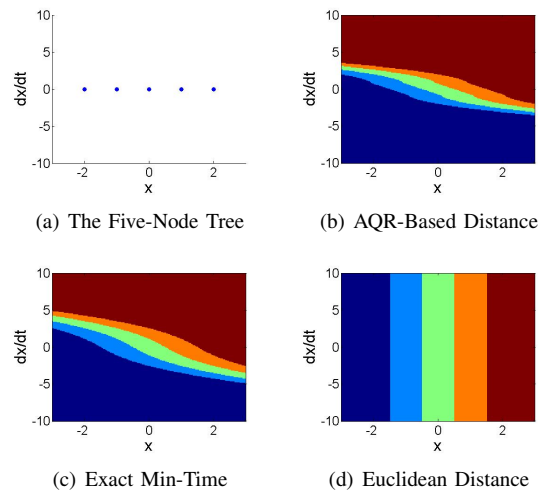 10
5
0
-5
-10
dx/dt
-2
0
2
x
(a) The Five-Node Tree
10
5
0
-5
-10
dx/dt
-2
0
2
x
(b) AQR-Based Distance
10
5
0
-5
-10
dx/dt
-2
0
2
x
(c) Exact Min-Time
10
5
0
-5
-10
dx/dt
-2
0
2
x
(d) Euclidean Distance